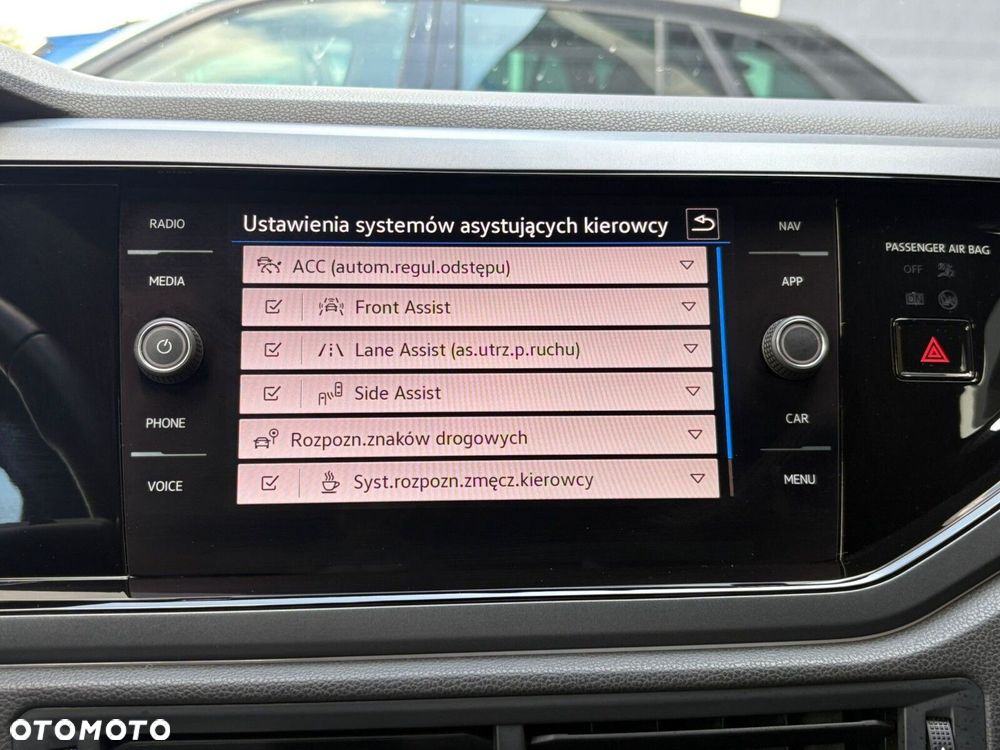 RADIO
MEDIA
PHONE
VOICE
Ustawienia systemów asystujących kierowcy
ACC (autom.regul.odstępu)
Front Assist
Lane Assist (as.utrz.p.ruchu)
Side Assist
Rozpozn.znaków drogowych
Syst.rozpozn.zmęcz.kierowcy
NAV
APP
CAR
MENU
PASSENGER AIR BAG
OFF
ON
OTOMOTO